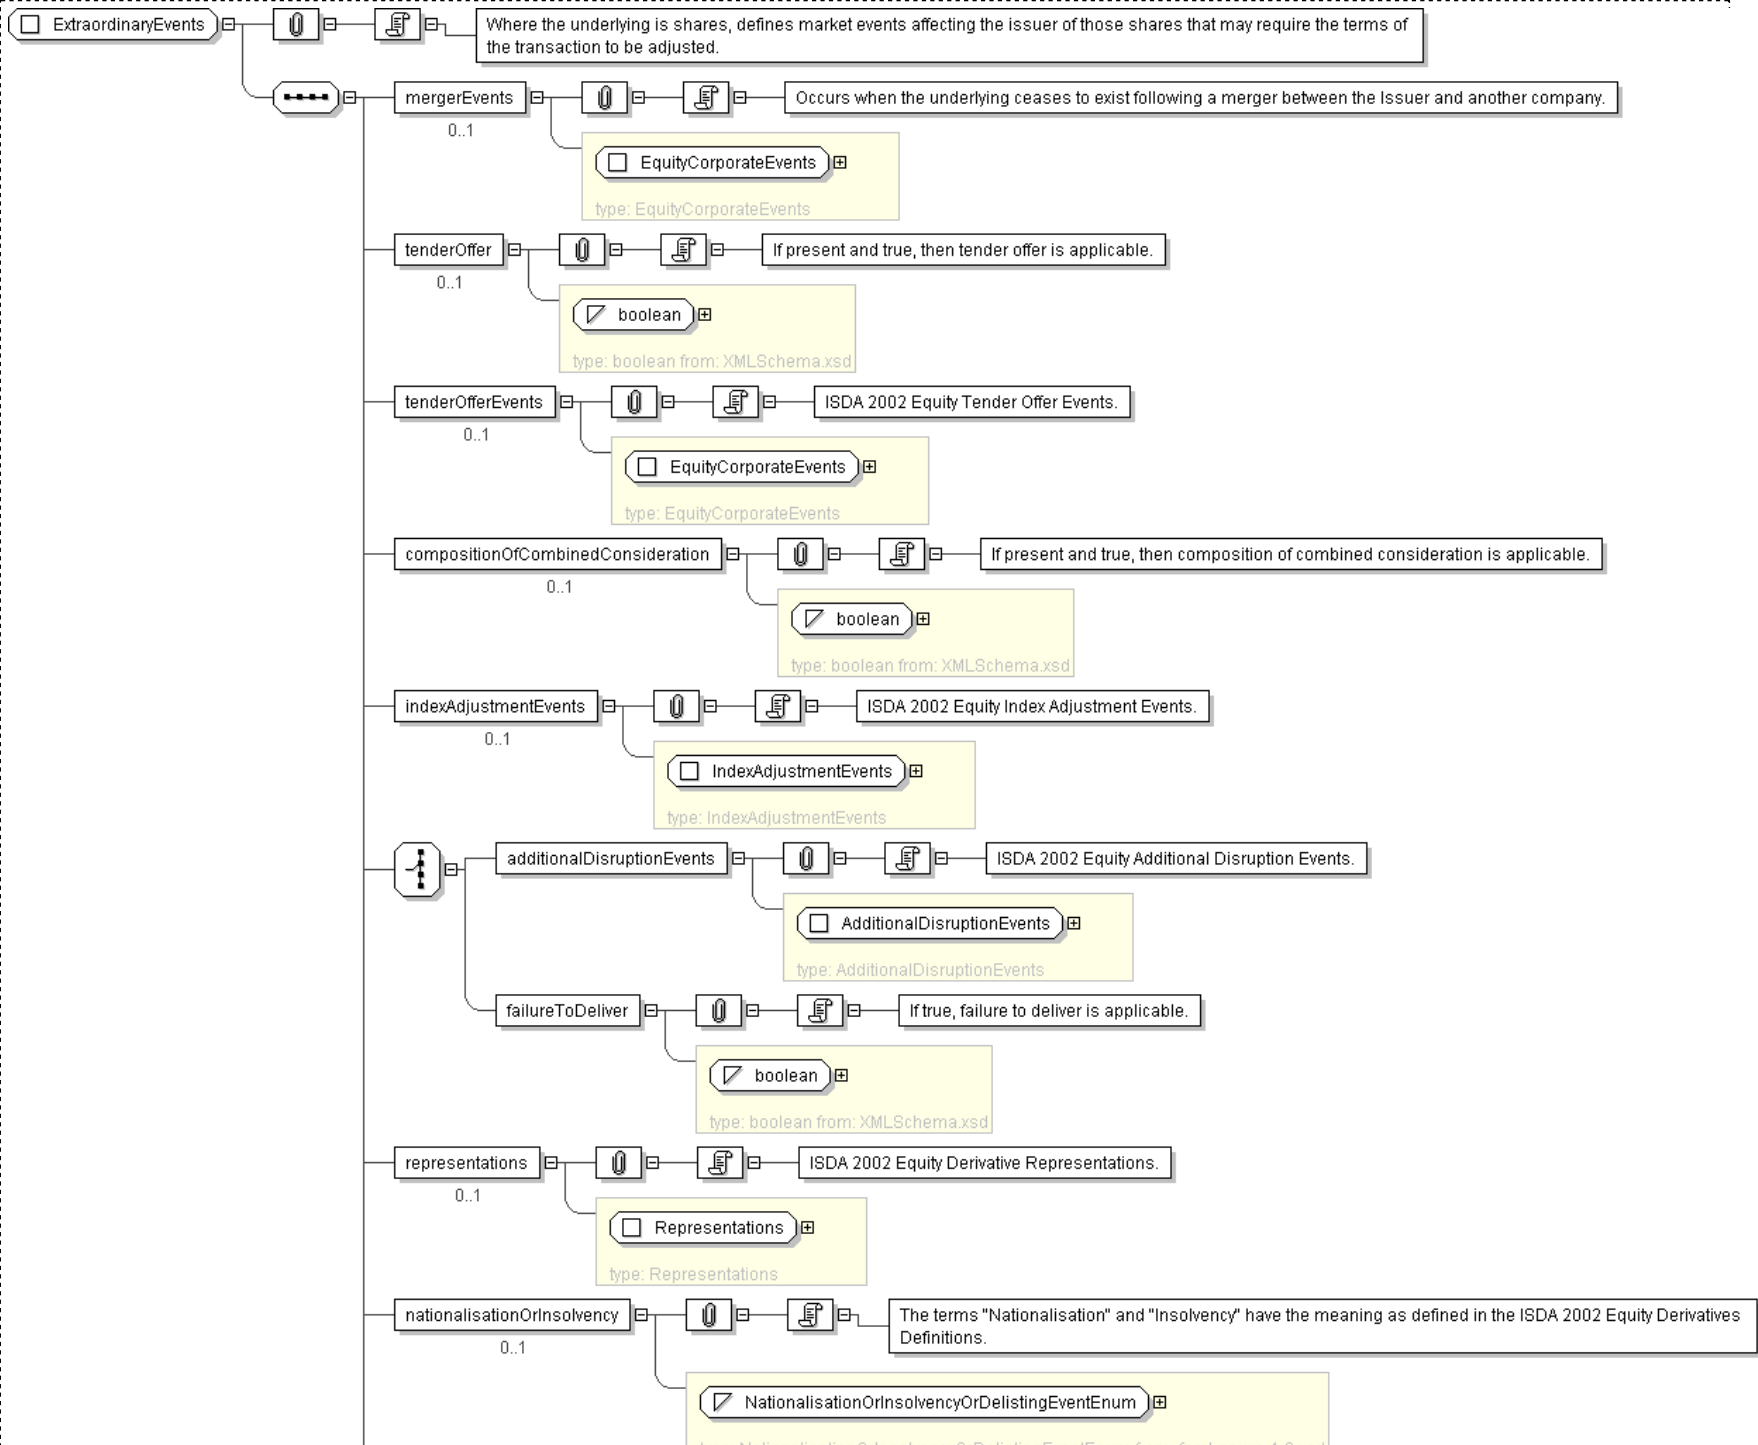 ExtraordinaryEvents
Where the underlying is shares, defines market events affecting the issuer of those shares that may require the terms of
the transaction to be adjusted.
mergerEvents
Occurs when the underlying ceases to exist following a merger between the Issuer and another company.
0..1
EquityCorporateEvents
type: EquityCorporateEvents
tenderOffer
If present and true, then tender offer is applicable.
0..1
boolean
type: boolean from: XMLSchema.xsd
tenderOfferEvents
ISDA 2002 Equity Tender Offer Events.
0..1
EquityCorporateEvents
type: EquityCorporateEvents
compositionOfCombinedConsideration
If present and true, then composition of combined consideration is applicable.
0..1
boolean
type: boolean from: XMLSchema.xsd
indexAdjustmentEvents
ISDA 2002 Equity Index Adjustment Events.
0..1
IndexAdjustmentEvents
type: IndexAdjustmentEvents
additionalDisruptionEvents
ISDA 2002 Equity Additional Disruption Events.
AdditionalDisruptionEvents
type: AdditionalDisruptionEvents
failureToDeliver
If true, failure to deliver is applicable.
boolean
type: boolean from: XMLSchema.xsd
representations
ISDA 2002 Equity Derivative Representations.
0..1
Representations
type: Representations
nationalisationOrInsolvency
The terms "Nationalisation" and "Insolvency" have the meaning as defined in the ISDA 2002 Equity Derivatives
Definitions.
0..1
NationalisationOrInsolvencyOrDelistingEventEnum